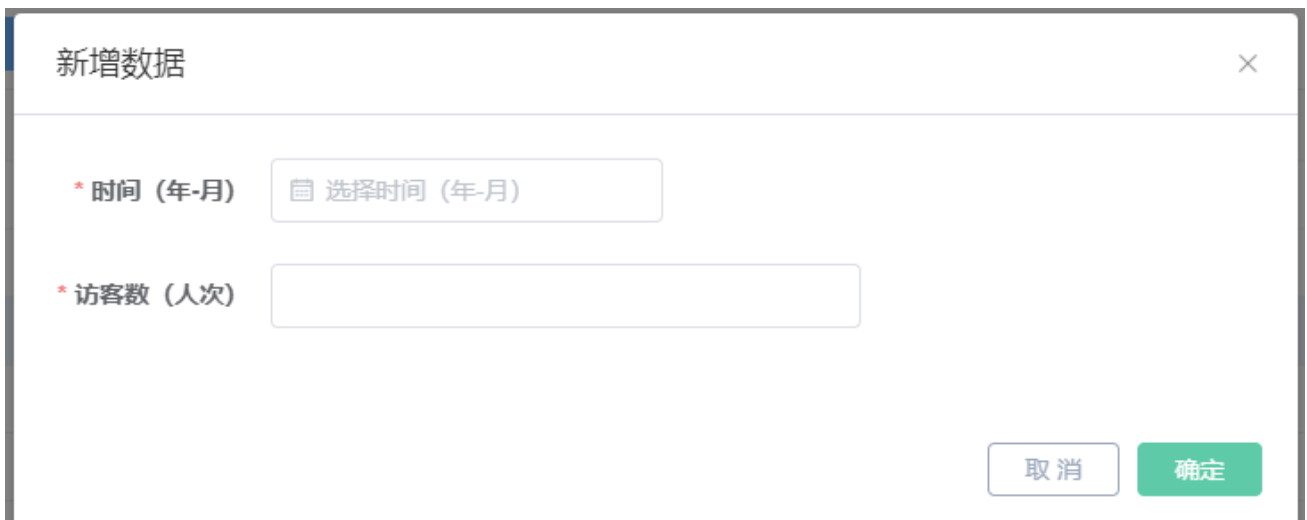 新增数据
* 时间（年-月） 选择时间（年-月）
* 访客数（人次）
取 消 确定